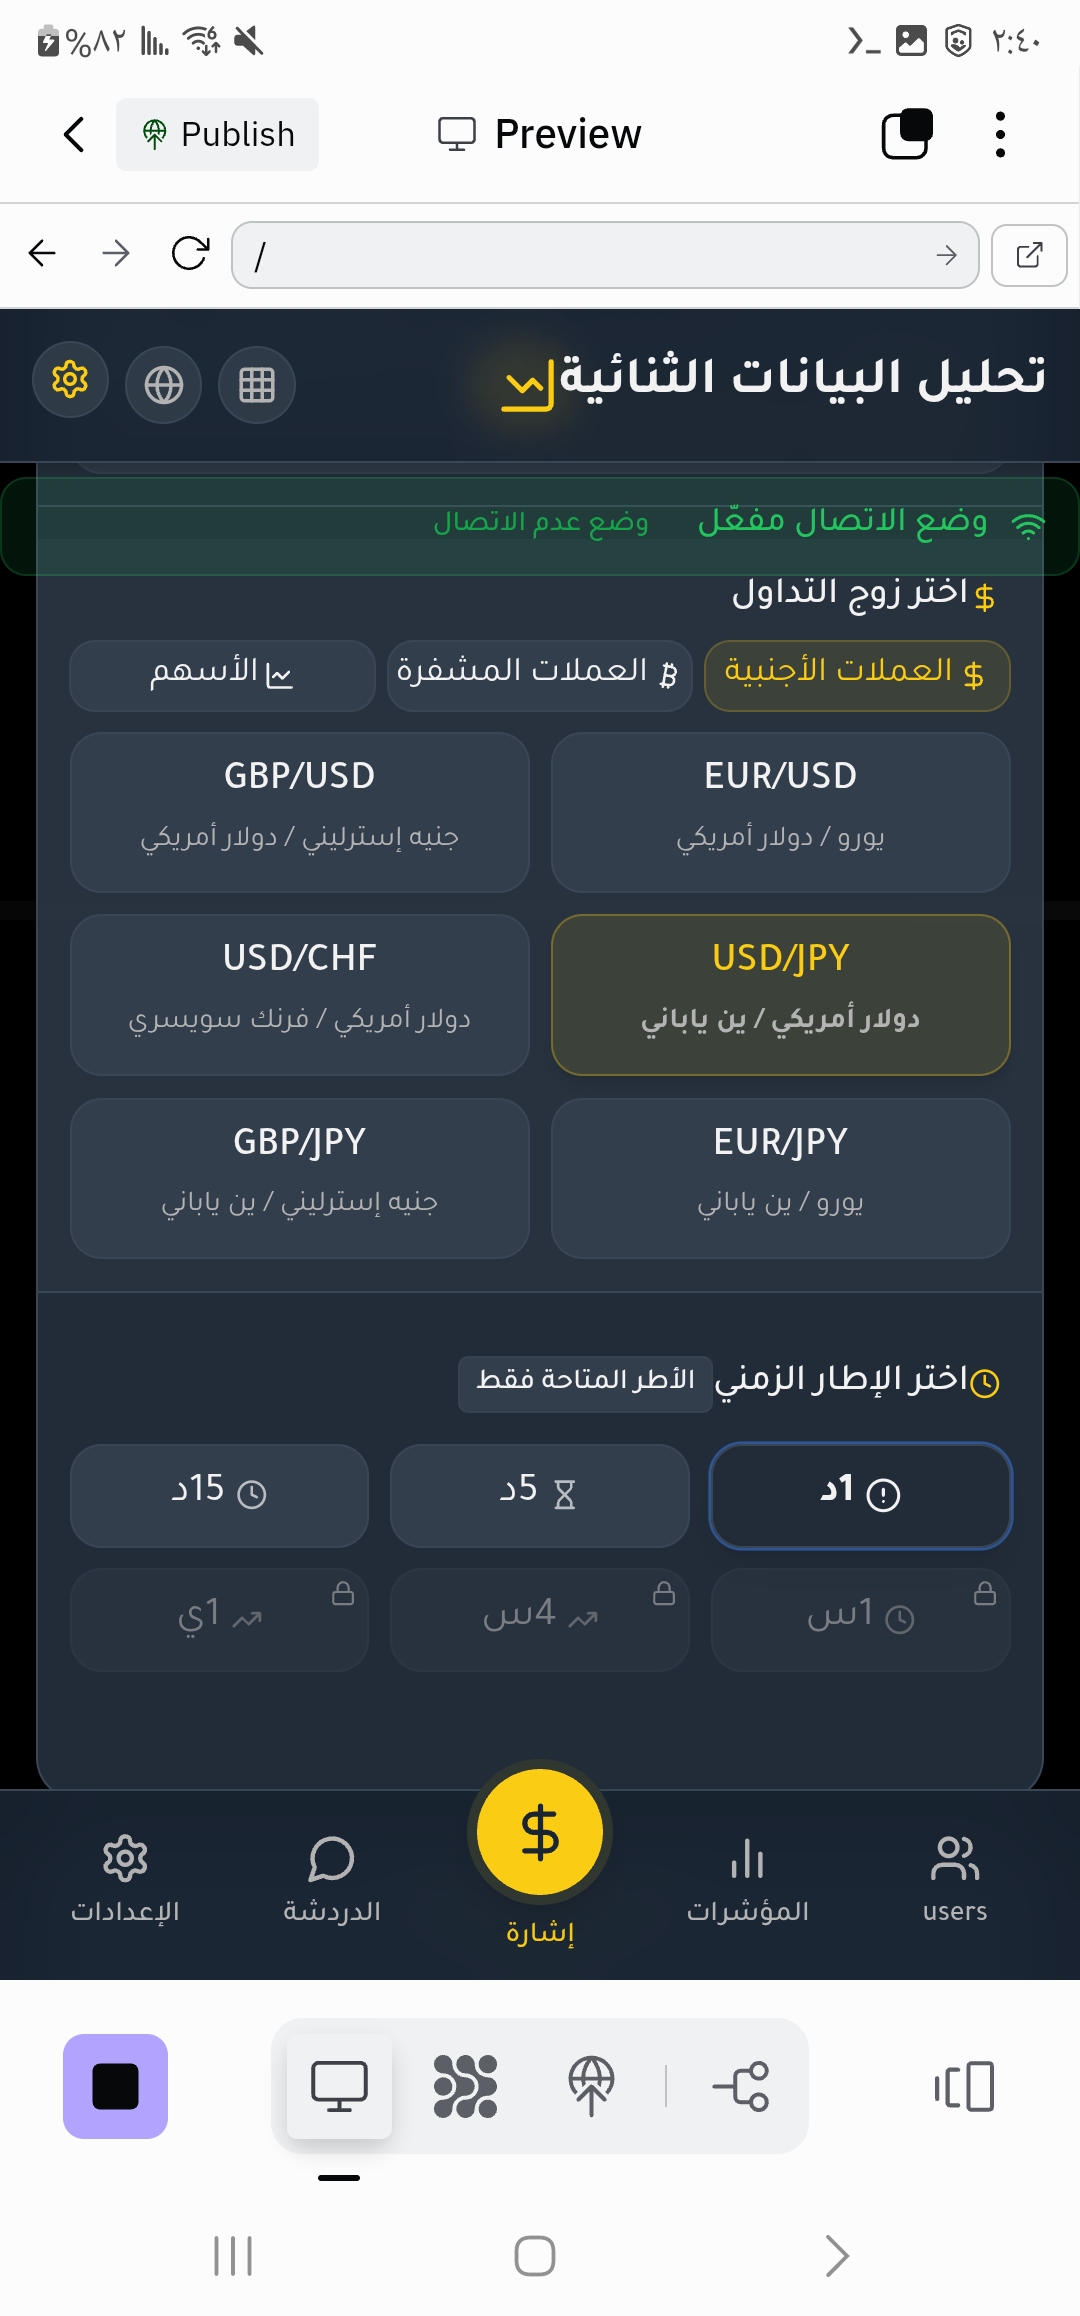 %٨٢
٢:٤٠
Publish
Preview
/
تحليل البيانات الثنائية
وضع الاتصال مفعّل
وضع عدم الاتصال
اختر زوج التداول
العملات الأجنبية
العملات المشفرة
الأسهم
EUR/USD
يورو / دولار أمريكي
GBP/USD
جنيه إسترليني / دولار أمريكي
USD/JPY
دولار أمريكي / ين ياباني
USD/CHF
دولار أمريكي / فرنك سويسري
EUR/JPY
يورو / ين ياباني
GBP/JPY
جنيه إسترليني / ين ياباني
اختر الإطار الزمني
الأطر المتاحة فقط
1د
5د
15د
1س
4س
1ي
users
المؤشرات
إشارة
الدردشة
الإعدادات